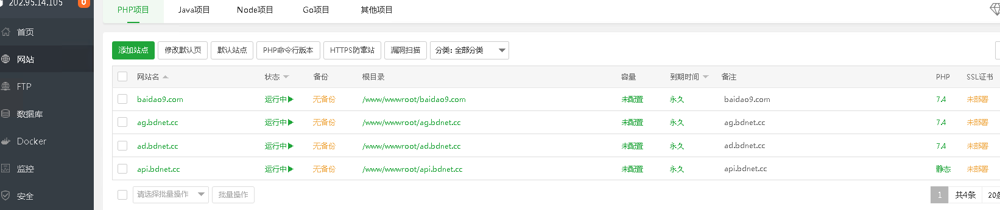 202.95.14.105 0
PHP项目 Java项目 Node项目 Go项目 其他项目
首页
网站
FTP
数据库
Docker
监控
安全
添加站点 修改默认页 默认站点 PHP命令行版本 HTTPS防窜站 漏洞扫描 分类: 全部分类
网站名 状态 备份 根目录 容量 到期时间 备注 PHP SSL证书
baidao9.com 运行中 无备份 /www/wwwroot/baidao9.com 未配置 永久 baidao9.com 7.4 未部署
ag.bdnet.cc 运行中 无备份 /www/wwwroot/ag.bdnet.cc 未配置 永久 ag.bdnet.cc 7.4 未部署
ad.bdnet.cc 运行中 无备份 /www/wwwroot/ad.bdnet.cc 未配置 永久 ad.bdnet.cc 7.4 未部署
api.bdnet.cc 运行中 无备份 /www/wwwroot/api.bdnet.cc 未配置 永久 api.bdnet.cc 静态 未部署
请选择批量操作 批量操作 1 共4条 20条